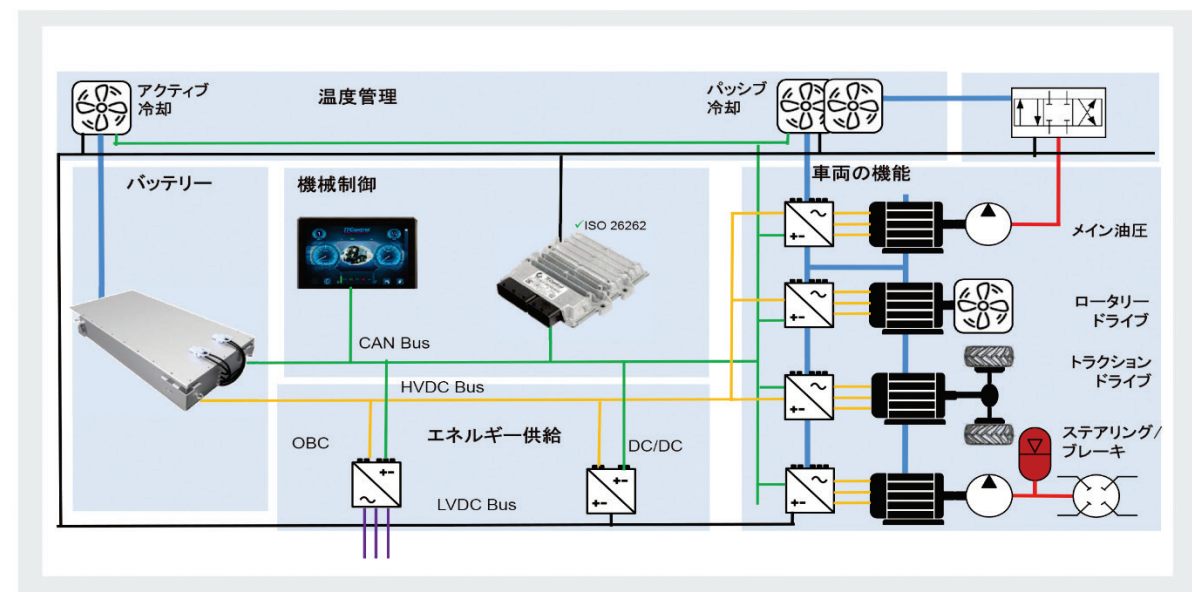 アクティブ
冷却
温度管理
パッシブ
冷却
バッテリー
機械制御
車両の機能
✓ISO 26262
メイン油圧
ロータリー
ドライブ
CAN Bus
トラクション
ドライブ
HVDC Bus
OBC
エネルギー供給
DC/DC
ステアリング/
ブレーキ
LVDC Bus